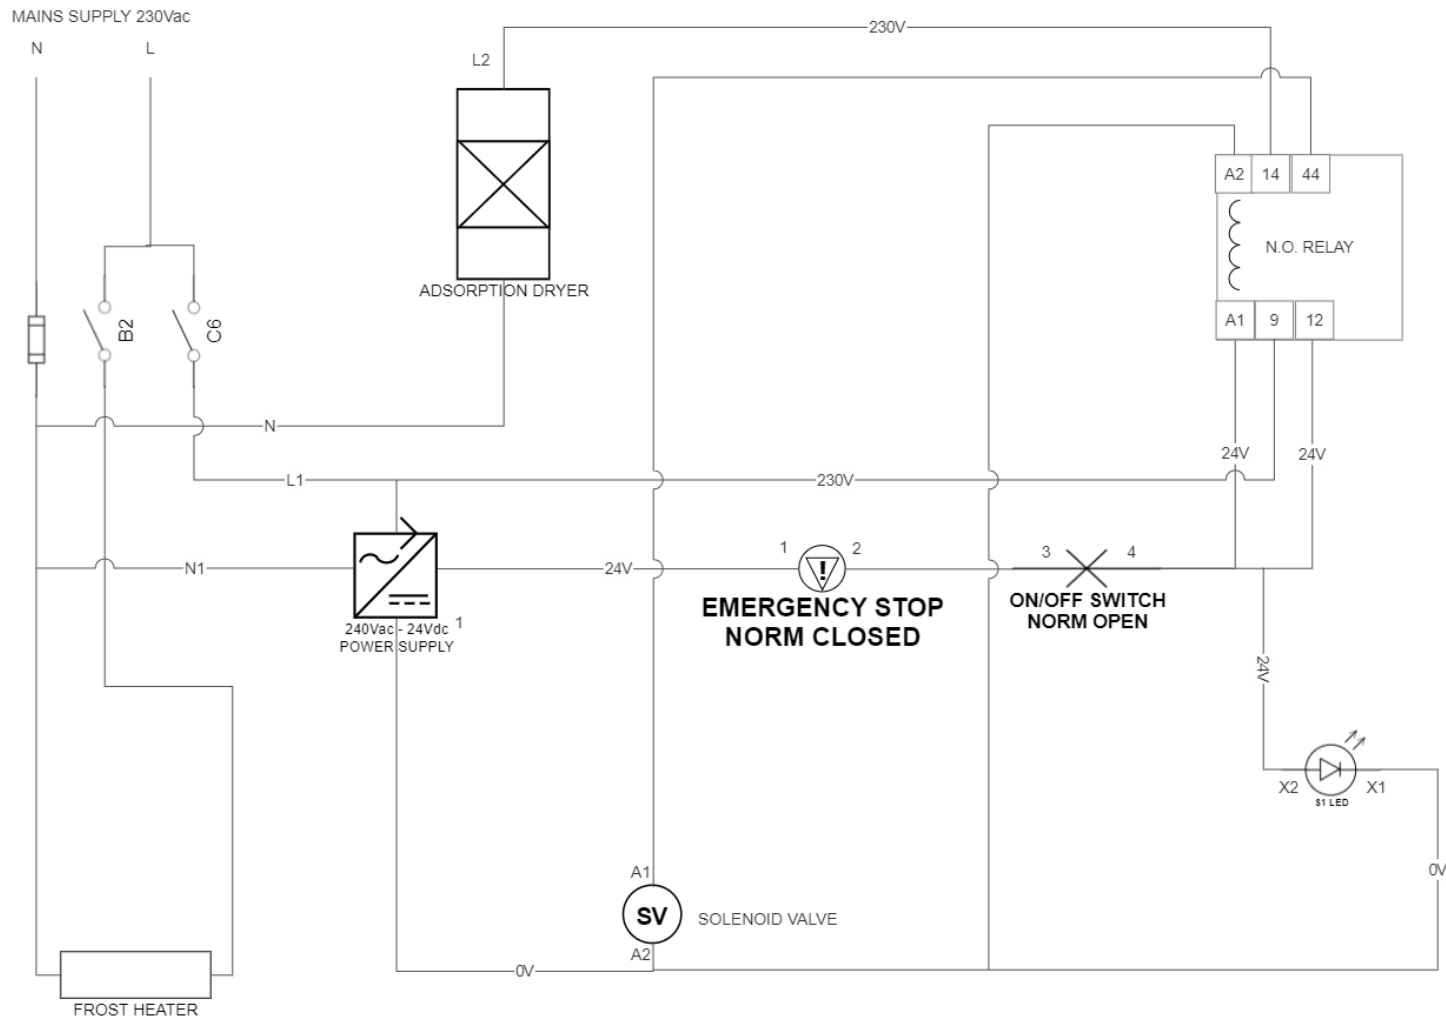 MAINS SUPPLY 230Vac
N
L
L2
230V
A2
14
44
N.O. RELAY
ADSORPTION DRYER
B2
C6
A1
9
12
N
24V
24V
L1
230V
N1
24V
1
!
2
3
4
EMERGENCY STOP
NORM CLOSED
ON/OFF SWITCH
NORM OPEN
240Vac - 24Vdc
1
POWER SUPPLY
24V
X2
X1
S1 LED
A1
SV
SOLENOID VALVE
A2
0V
0V
FROST HEATER